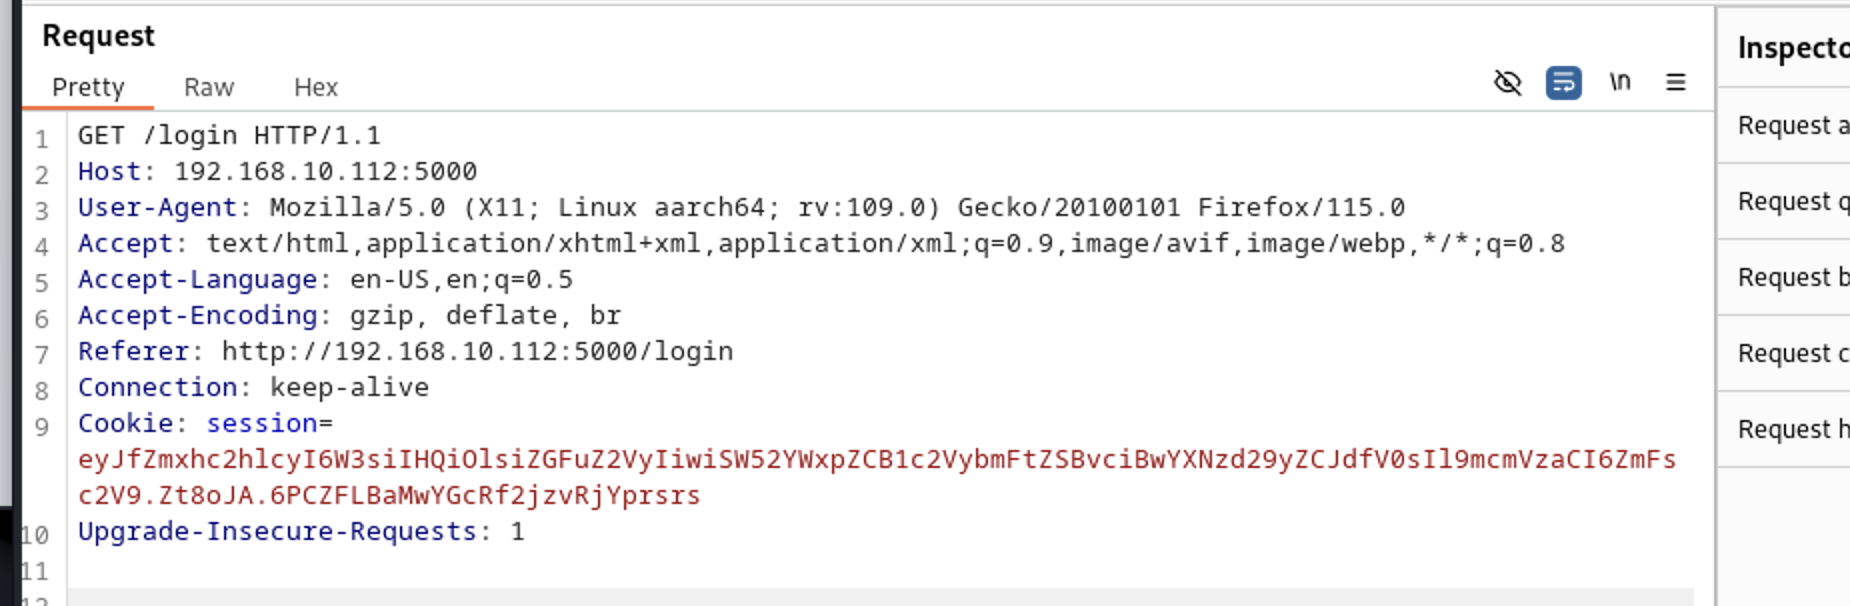 Request
Pretty Raw Hex \n
1 GET /login HTTP/1.1
2 Host: 192.168.10.112:5000
3 User-Agent: Mozilla/5.0 (X11; Linux aarch64; rv:109.0) Gecko/20100101 Firefox/115.0
4 Accept: text/html,application/xhtml+xml,application/xml;q=0.9,image/avif,image/webp,*/*;q=0.8
5 Accept-Language: en-US,en;q=0.5
6 Accept-Encoding: gzip, deflate, br
7 Referer: http://192.168.10.112:5000/login
8 Connection: keep-alive
9 Cookie: session=
eyJfZmxhc2hlcyI6W3siIHQiOlsiZGFuZ2VyIiwiSW52YWxpZCB1c2VybmFtZSBvciBwYXNzd29yZCJdfV0sIl9mcmVzaCI6ZmFs
c2V9.Zt8oJA.6PCZFLBaMwYGcRf2jzvRjYprsrs
10 Upgrade-Insecure-Requests: 1
11
Inspecto
Request a
Request q
Request b
Request c
Request h